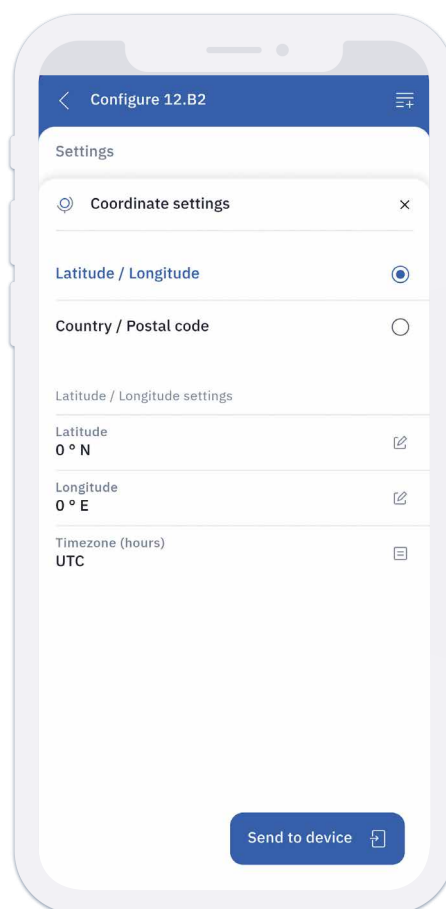 Configure 12.B2
Settings
Coordinate settings
Latitude / Longitude
Country / Postal code
Latitude / Longitude settings
Latitude
0 ° N
Longitude
0 ° E
Timezone (hours)
UTC
Send to device